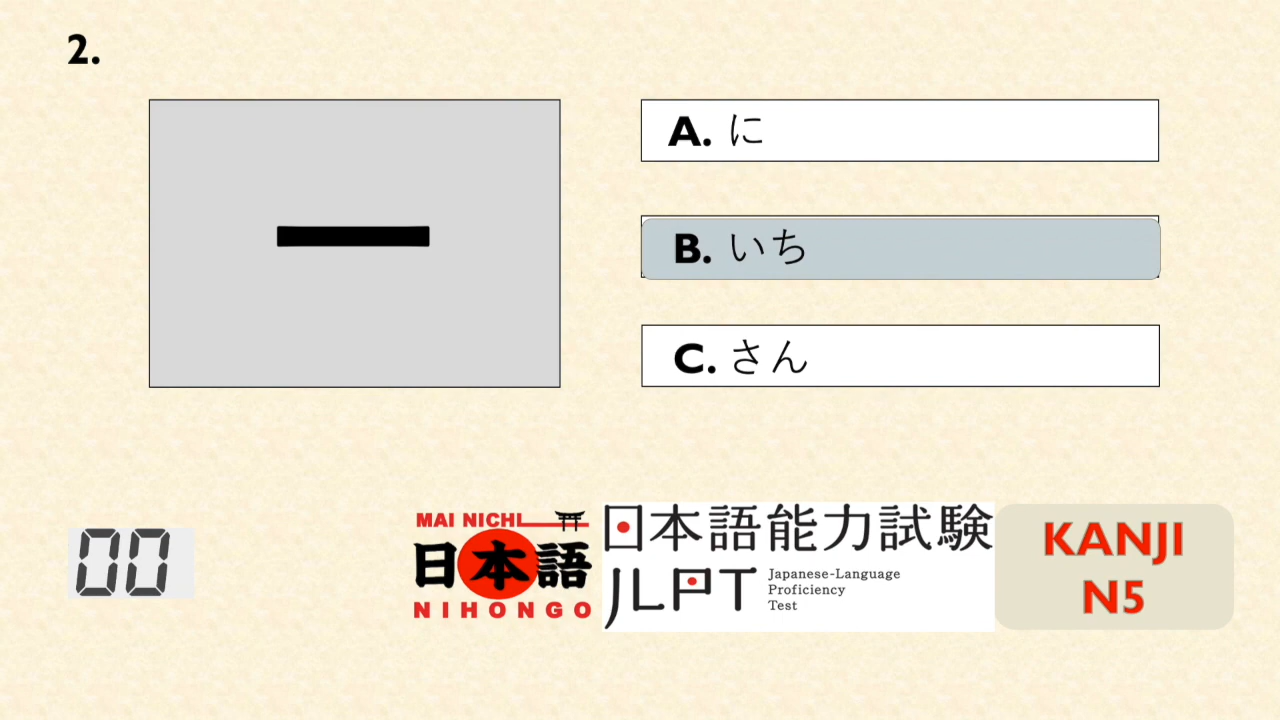 2.
一
A. に
B. いち
C. さん
00
MAI NICHI
日本語
NIHONGO
日本語能力試験
JLPT
Japanese-Language
Proficiency
Test
KANJI
N5